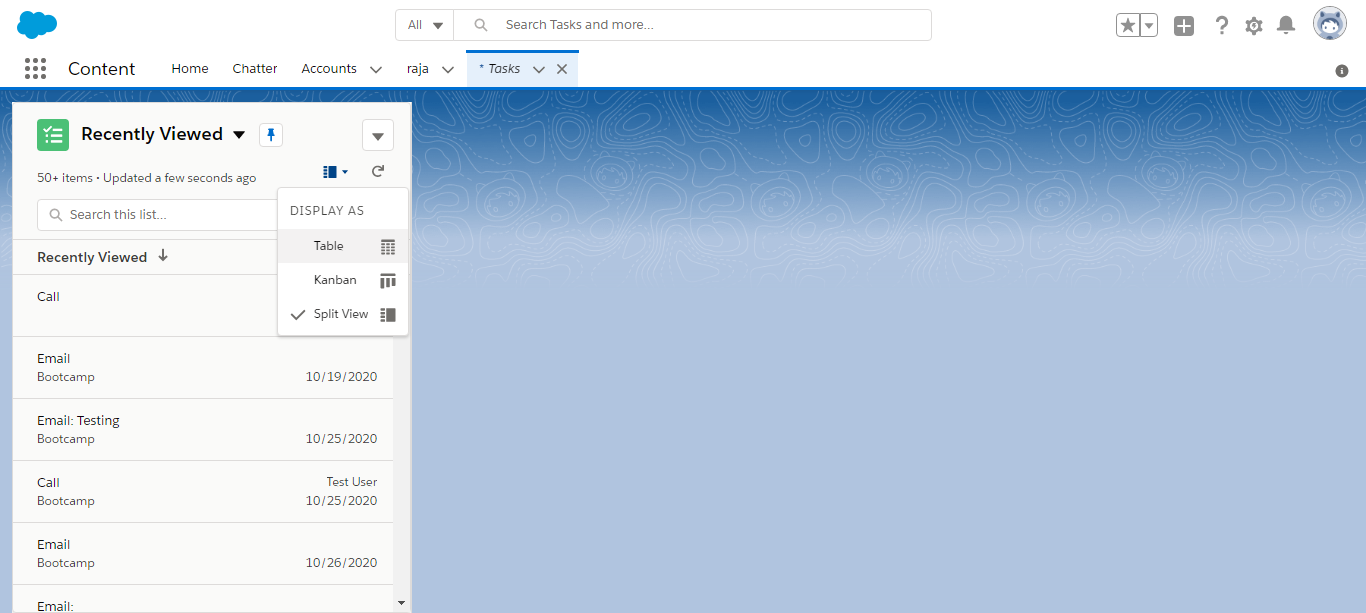 All Search Tasks and more...
Content Home Chatter Accounts raja * Tasks
Recently Viewed
50+ items • Updated a few seconds ago
Search this list...
DISPLAY AS
Table
Kanban
Split View
Recently Viewed
Call
Email
Bootcamp 10/19/2020
Email: Testing
Bootcamp 10/25/2020
Call Test User
Bootcamp 10/25/2020
Email
Bootcamp 10/26/2020
Email: